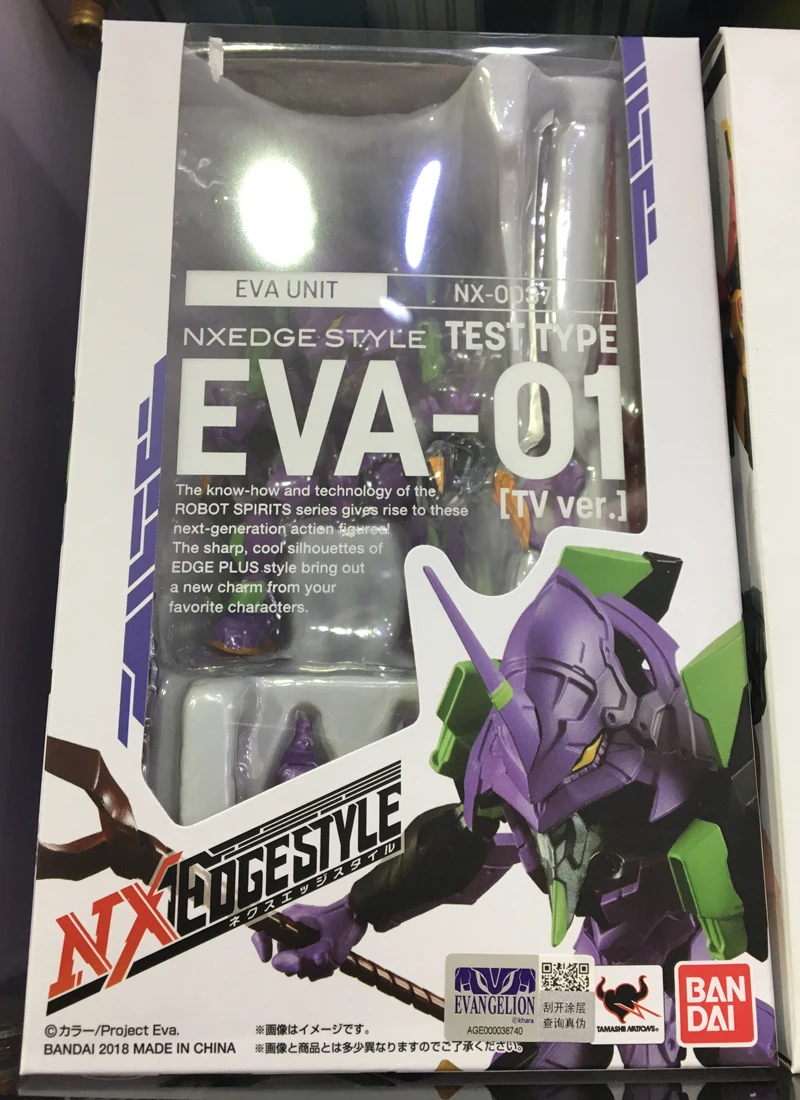 EVA UNIT
NX-0037
NXEDGE STYLE TEST TYPE
EVA-01
[TV ver.]
The know-how and technology of the
ROBOT SPIRITS series gives rise to these
next-generation action figures!
The sharp, cool silhouettes of
EDGE PLUS style bring out
a new charm from your
favorite characters.
NXEDGESTYLE
ネクスエッジスタイル
EVANGELION
©khara
AGE000038740
刮开涂层
查询真伪
TAMASHII NATIONS®
BAN
DAI
©カラー/Project Eva.
BANDAI 2018 MADE IN CHINA
※画像はイメージです。
※画像と商品とは多少異なりますのでご了承ください。